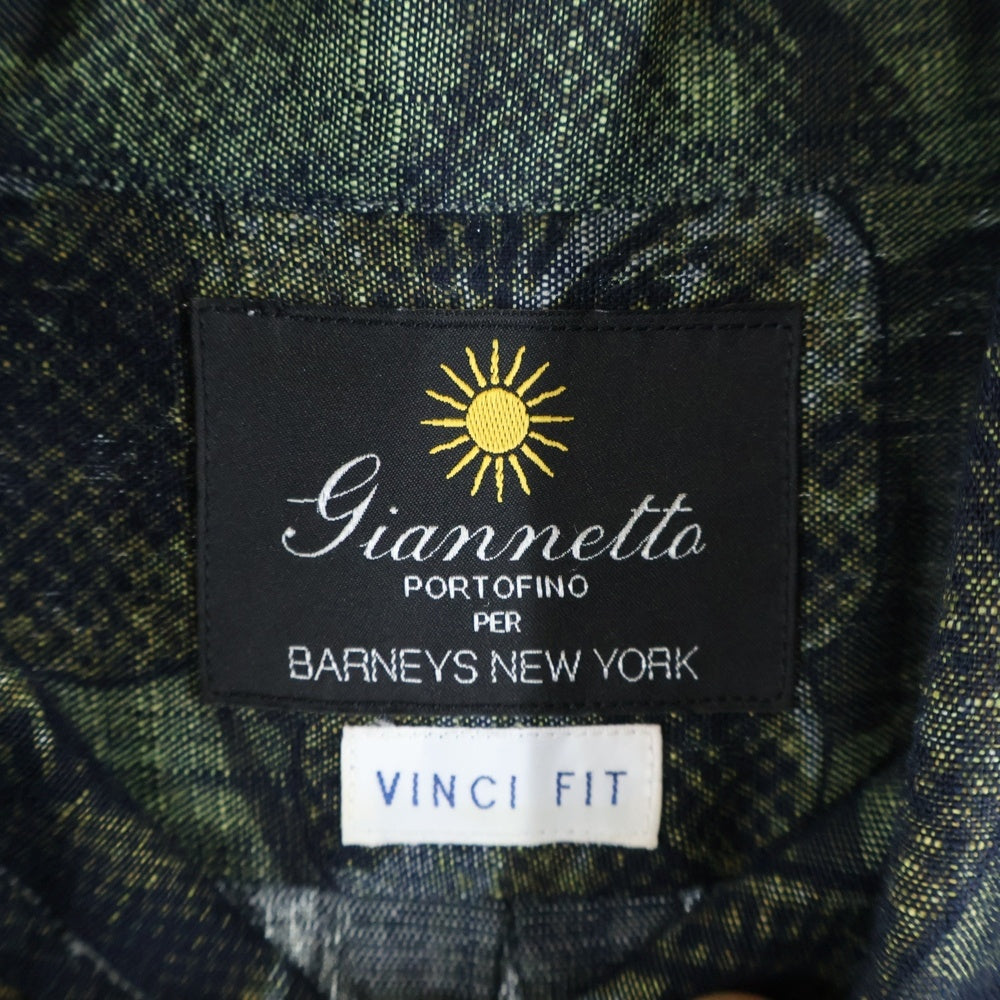 Giannetto
PORTOFINO
PER
BARNEYS NEW YORK
VINCI FIT